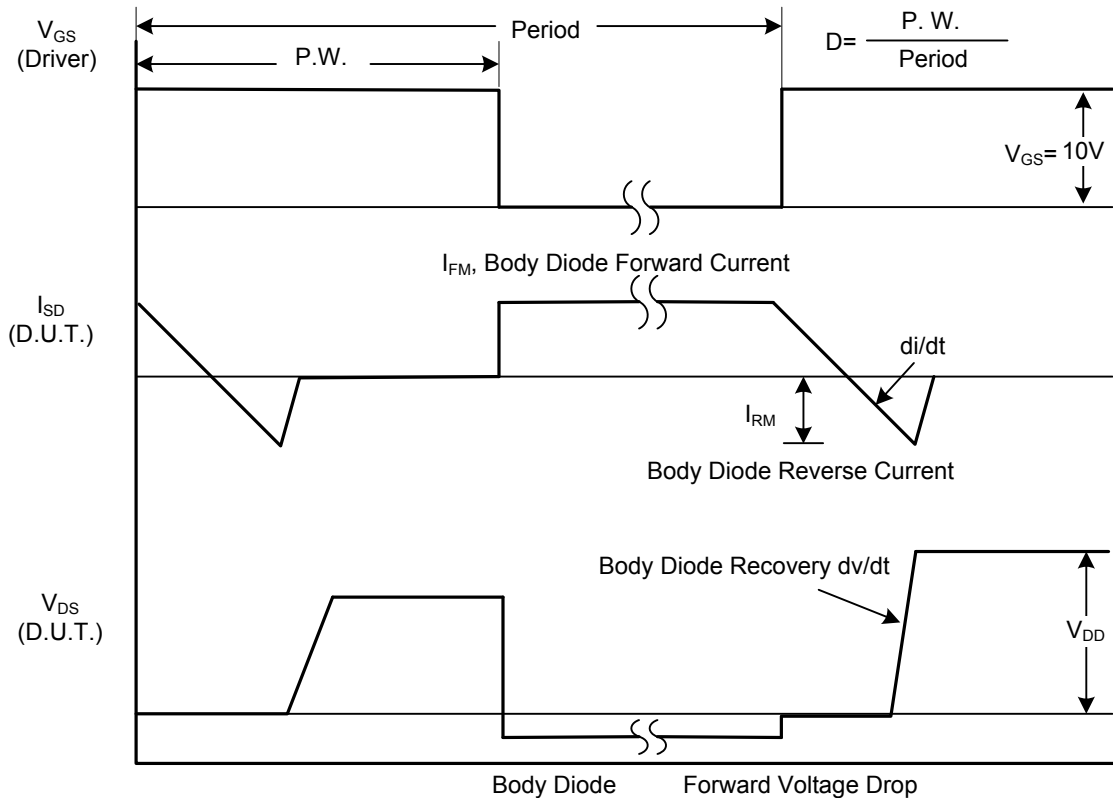 VGS
(Driver)
Period
P.W.
D= P. W.
Period
VGS= 10V
IFM, Body Diode Forward Current
ISD
(D.U.T.)
di/dt
IRM
Body Diode Reverse Current
Body Diode Recovery dv/dt
VDS
(D.U.T.)
VDD
Body Diode Forward Voltage Drop